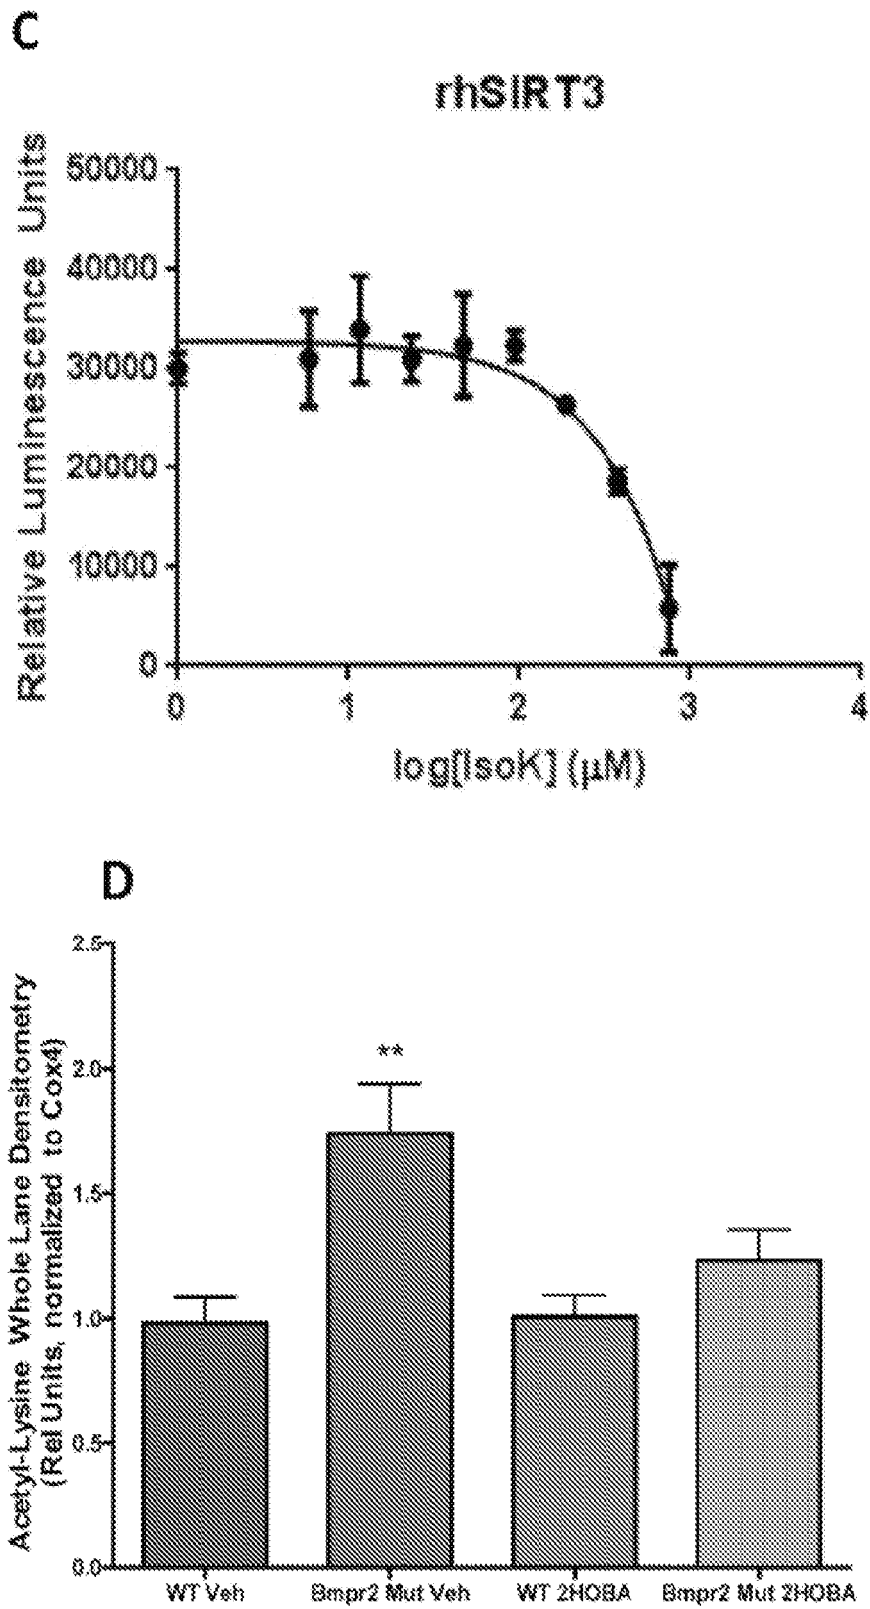 C
rhSIRT3
Relative Luminescence Units
50000
40000
30000
20000
10000
0
0 1 2 3 4
log[IsoK] (μM)
D
Acetyl-Lysine Whole Lane Densitometry
(Rel Units, normalized to Cox4)
2.5
2.0
1.5
1.0
0.5
0.0
**
WT Veh Bmpr2 Mut Veh WT 2HOBA Bmpr2 Mut 2HOBA